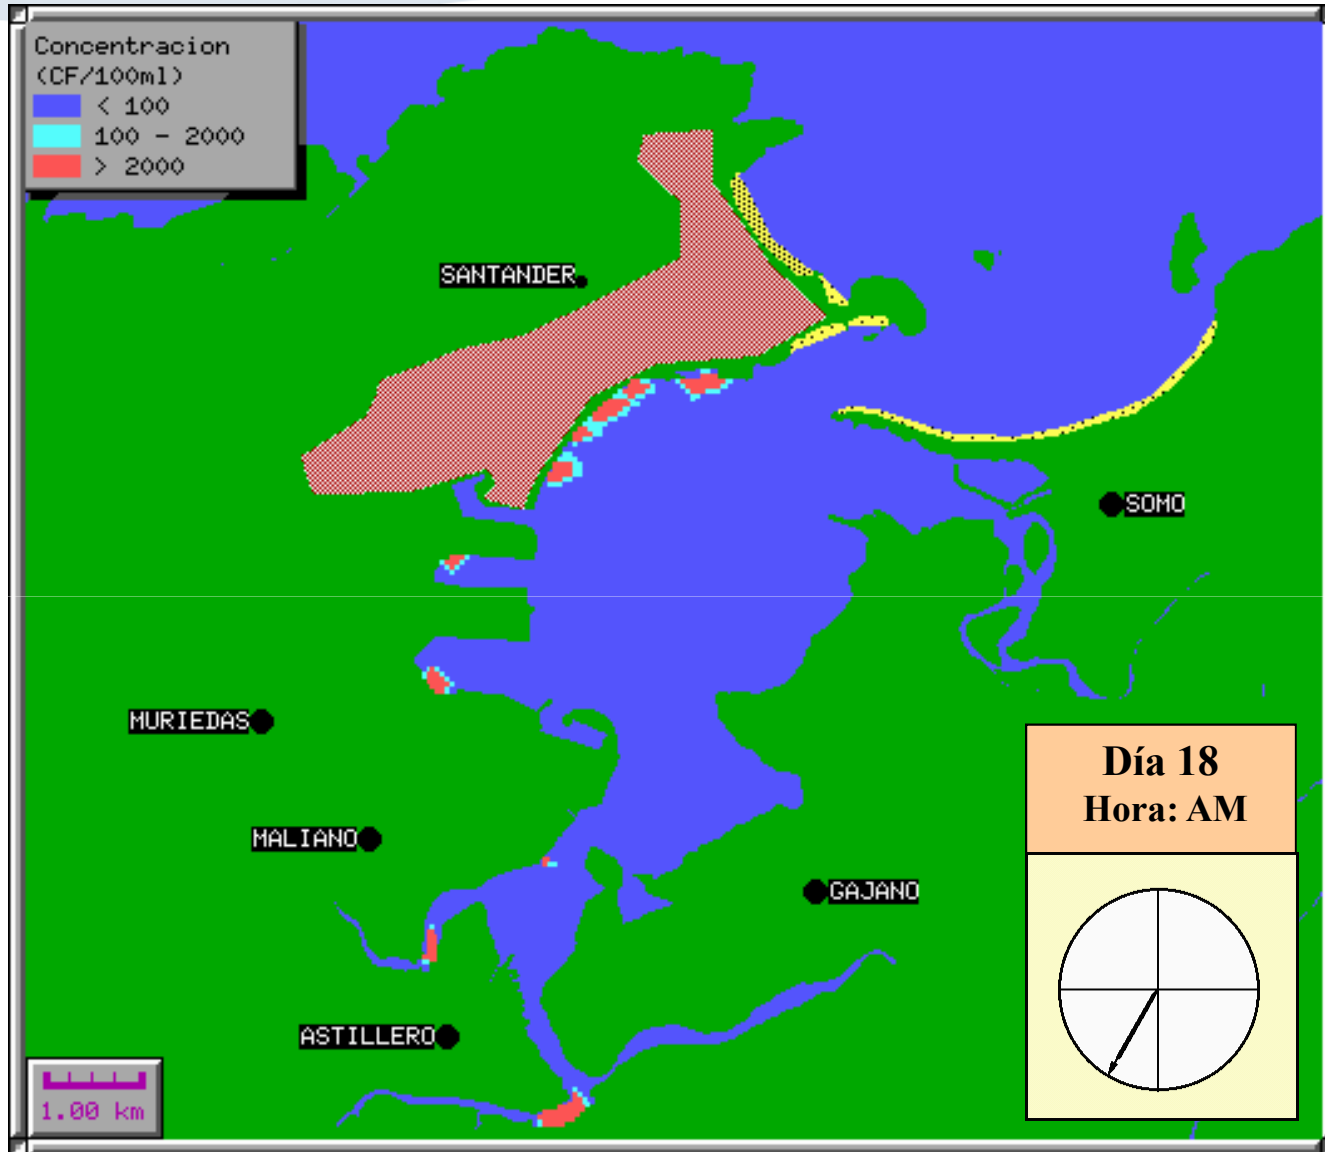 Concentracion
(CF/100ml)
< 100
100 - 2000
> 2000
SANTANDER
SOMO
MURIEDAS
Día 18
Hora: AM
MALIANO
GAJANO
ASTILLERO
1.00 km